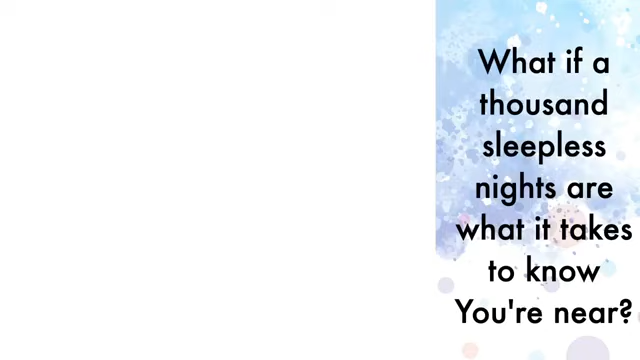 What if a
thousand
sleepless
nights are
what it takes
to know
You're near?